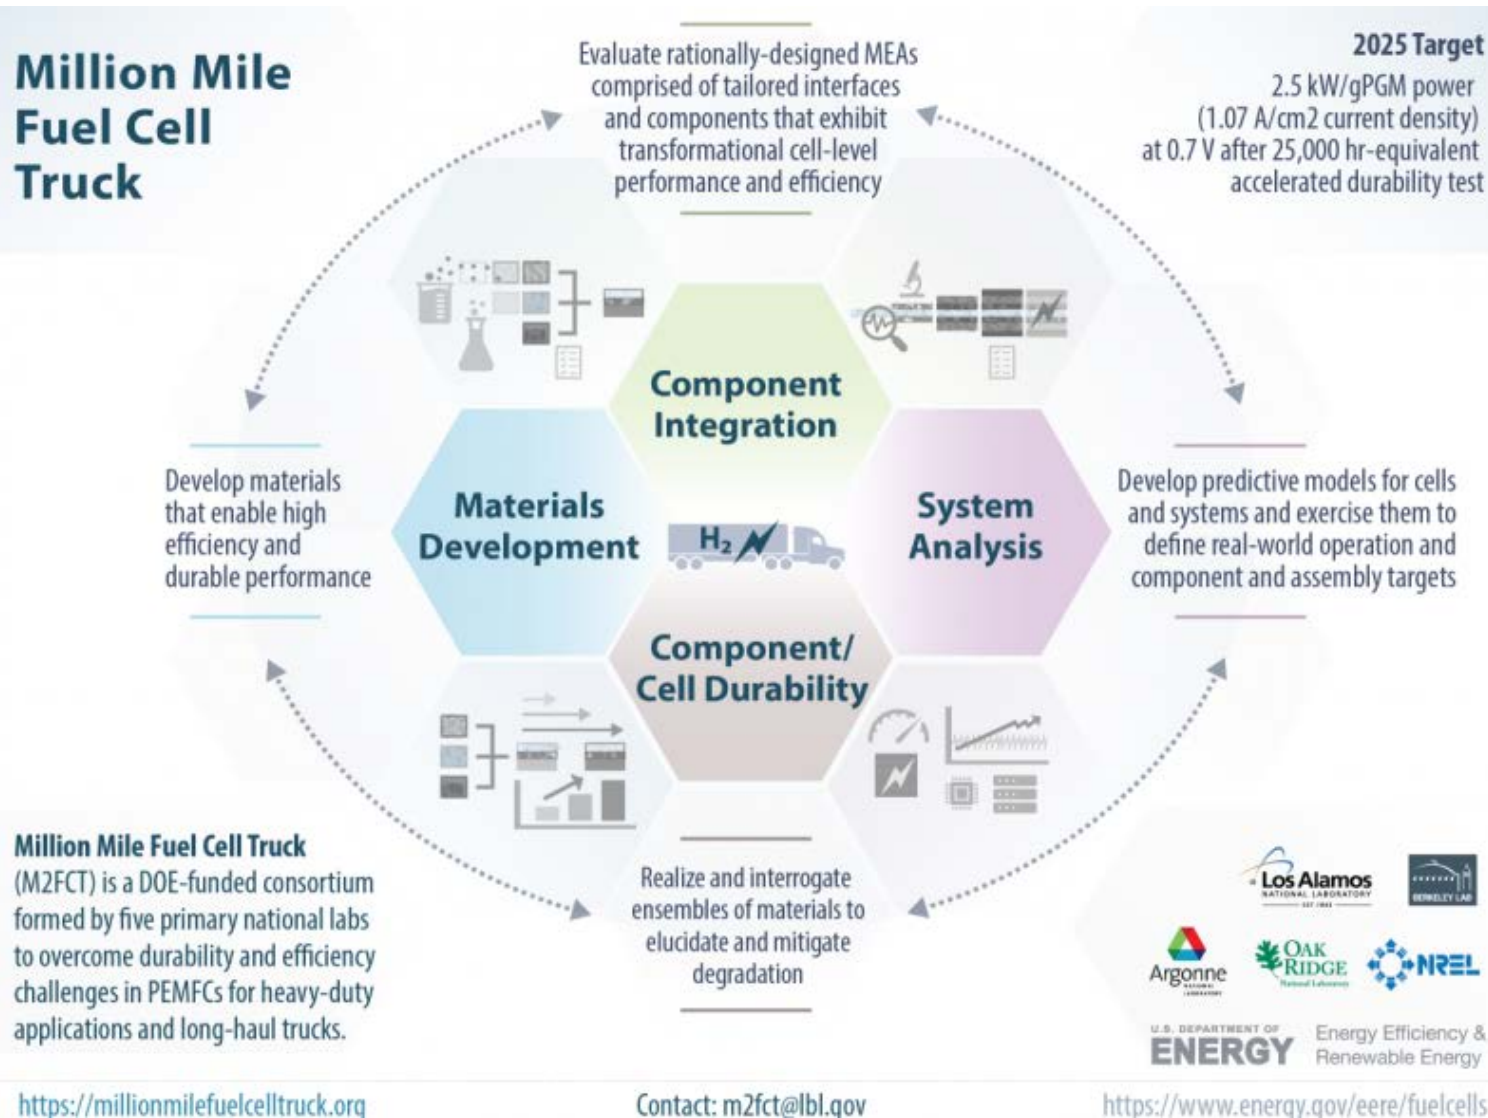 Million Mile
Fuel Cell
Truck
Evaluate rationally-designed MEAs
comprised of tailored interfaces
and components that exhibit
transformational cell-level
performance and efficiency
2025 Target
2.5 kW/gPGM power
(1.07 A/cm2 current density)
at 0.7 V after 25,000 hr-equivalent
accelerated durability test
Component
Integration
Materials
Development
H2
System
Analysis
Component/
Cell Durability
Develop materials
that enable high
efficiency and
durable performance
Develop predictive models for cells
and systems and exercise them to
define real-world operation and
component and assembly targets
Realize and interrogate
ensembles of materials to
elucidate and mitigate
degradation
Million Mile Fuel Cell Truck
(M2FCT) is a DOE-funded consortium
formed by five primary national labs
to overcome durability and efficiency
challenges in PEMFCs for heavy-duty
applications and long-haul trucks.
Los Alamos
NATIONAL LABORATORY
BERKELEY LAB
Argonne
NATIONAL
LABORATORY
OAK
RIDGE
National Laboratory
NREL
U.S. DEPARTMENT OF
ENERGY
Energy Efficiency &
Renewable Energy
https://millionmilefuelcelltruck.org
Contact: m2fct@lbl.gov
https://www.energy.gov/eere/fuelcells